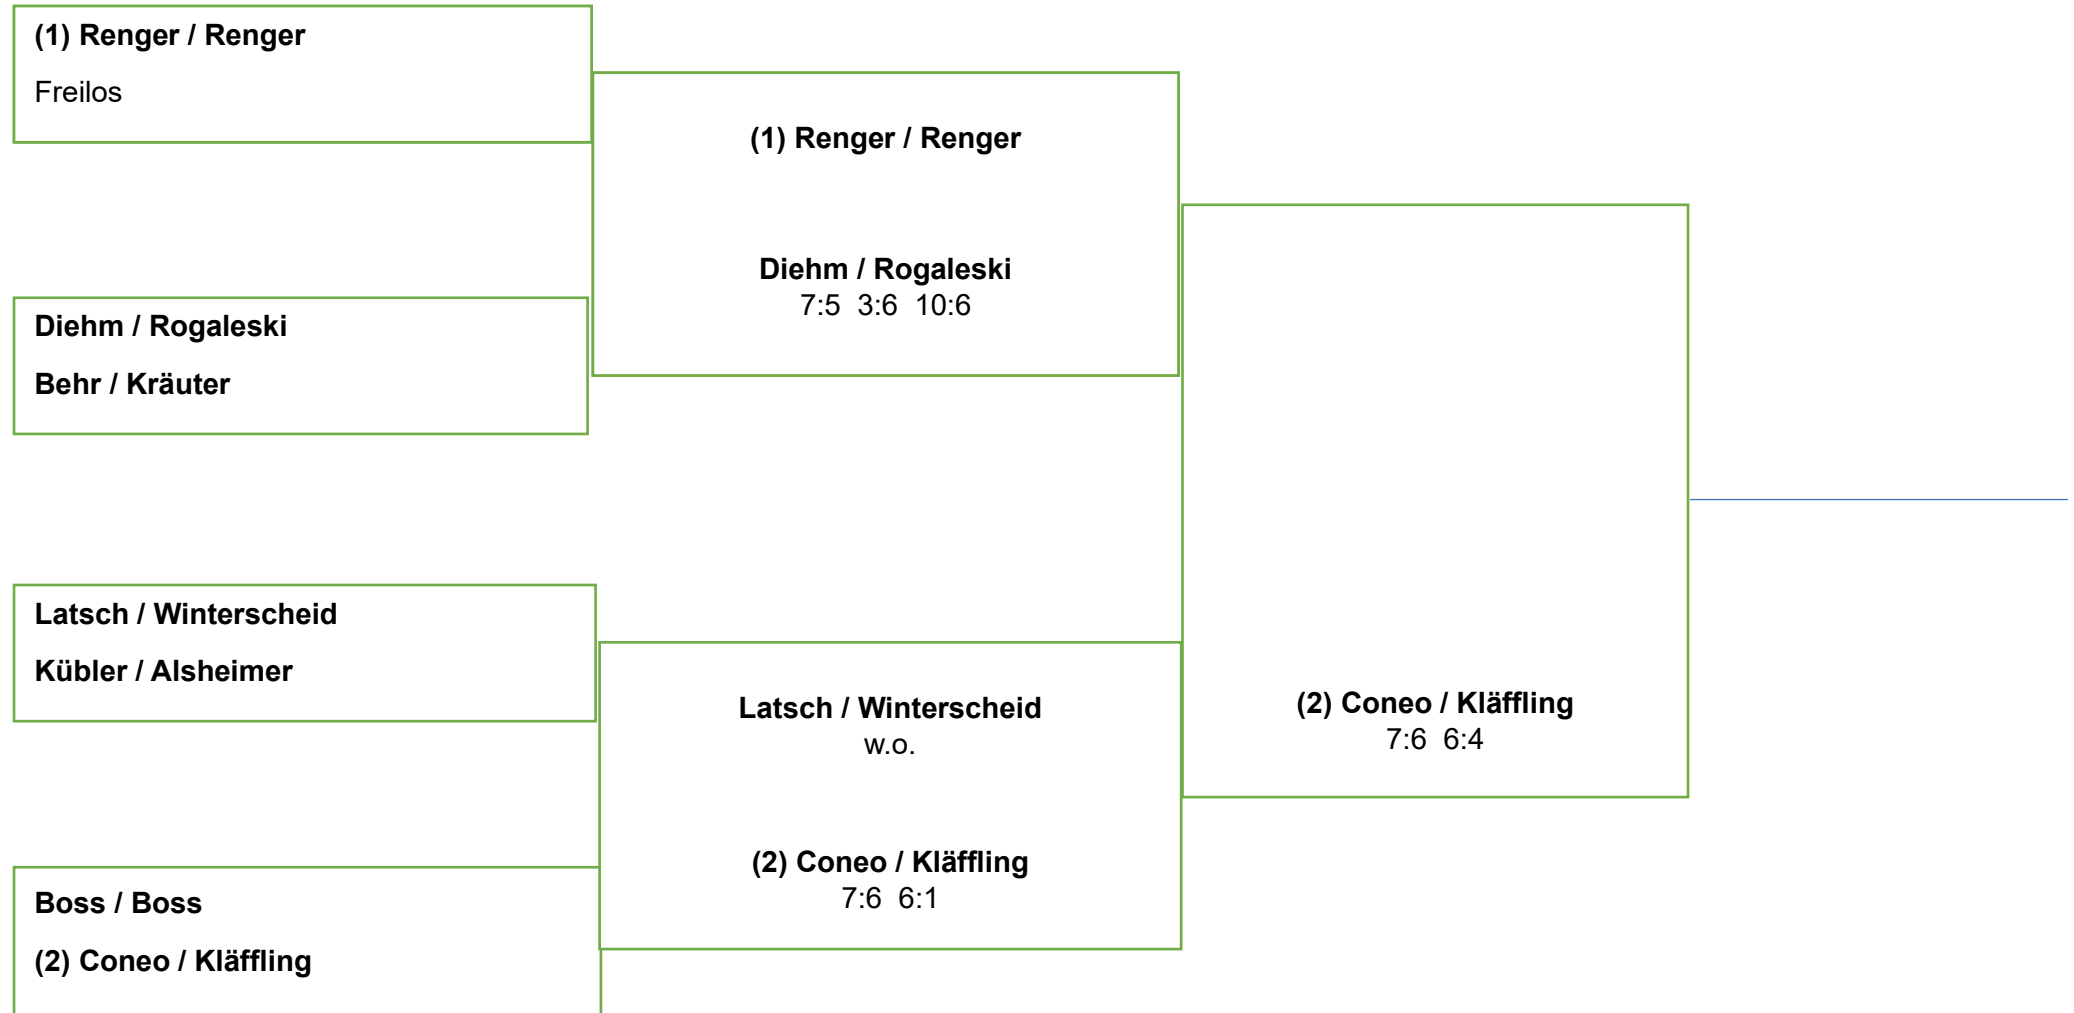 (1) Renger / Renger
Freilos
Diehm / Rogaleski
Behr / Kräuter
Latsch / Winterscheid
Kübler / Alsheimer
Boss / Boss
(2) Coneo / Kläffling
(1) Renger / Renger
Diehm / Rogaleski
7:5 3:6 10:6
Latsch / Winterscheid
w.o.
(2) Coneo / Kläffling
7:6 6:1
(2) Coneo / Kläffling
7:6 6:4